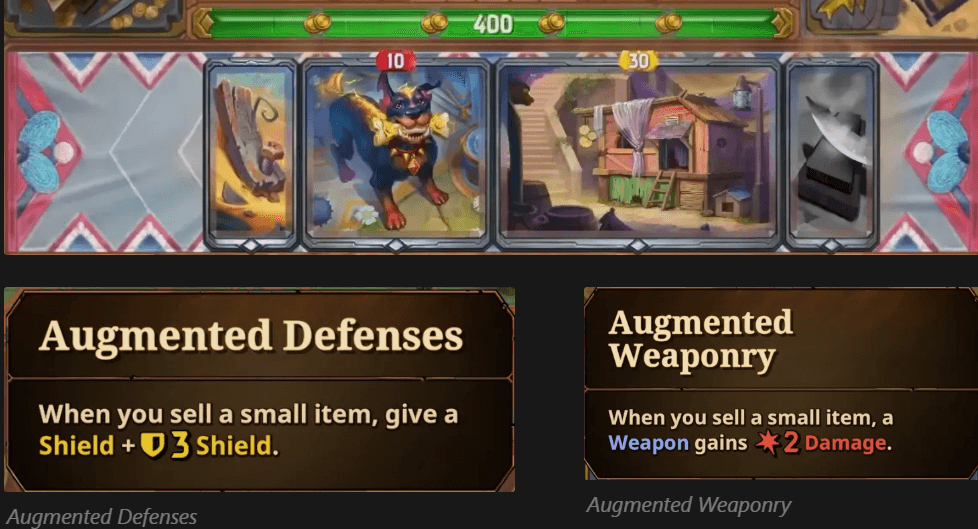 400
10
30
Augmented Defenses
When you sell a small item, give a
Shield + 3 Shield.
Augmented Defenses
Augmented
Weaponry
When you sell a small item, a
Weapon gains 2 Damage.
Augmented Weaponry